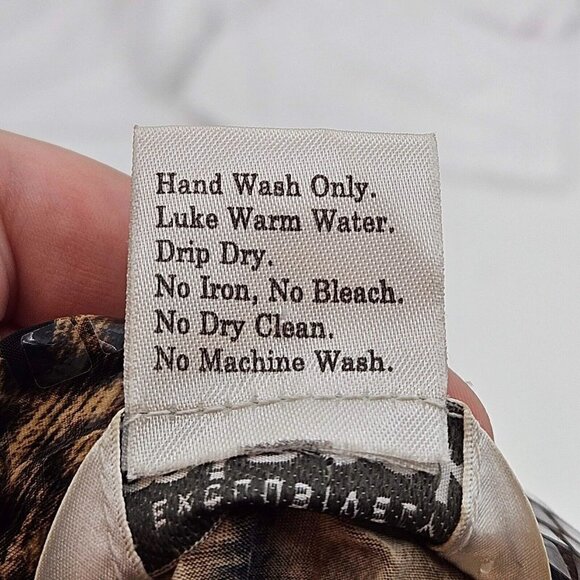 Hand Wash Only.
Luke Warm Water.
Drip Dry.
No Iron, No Bleach.
No Dry Clean.
No Machine Wash.